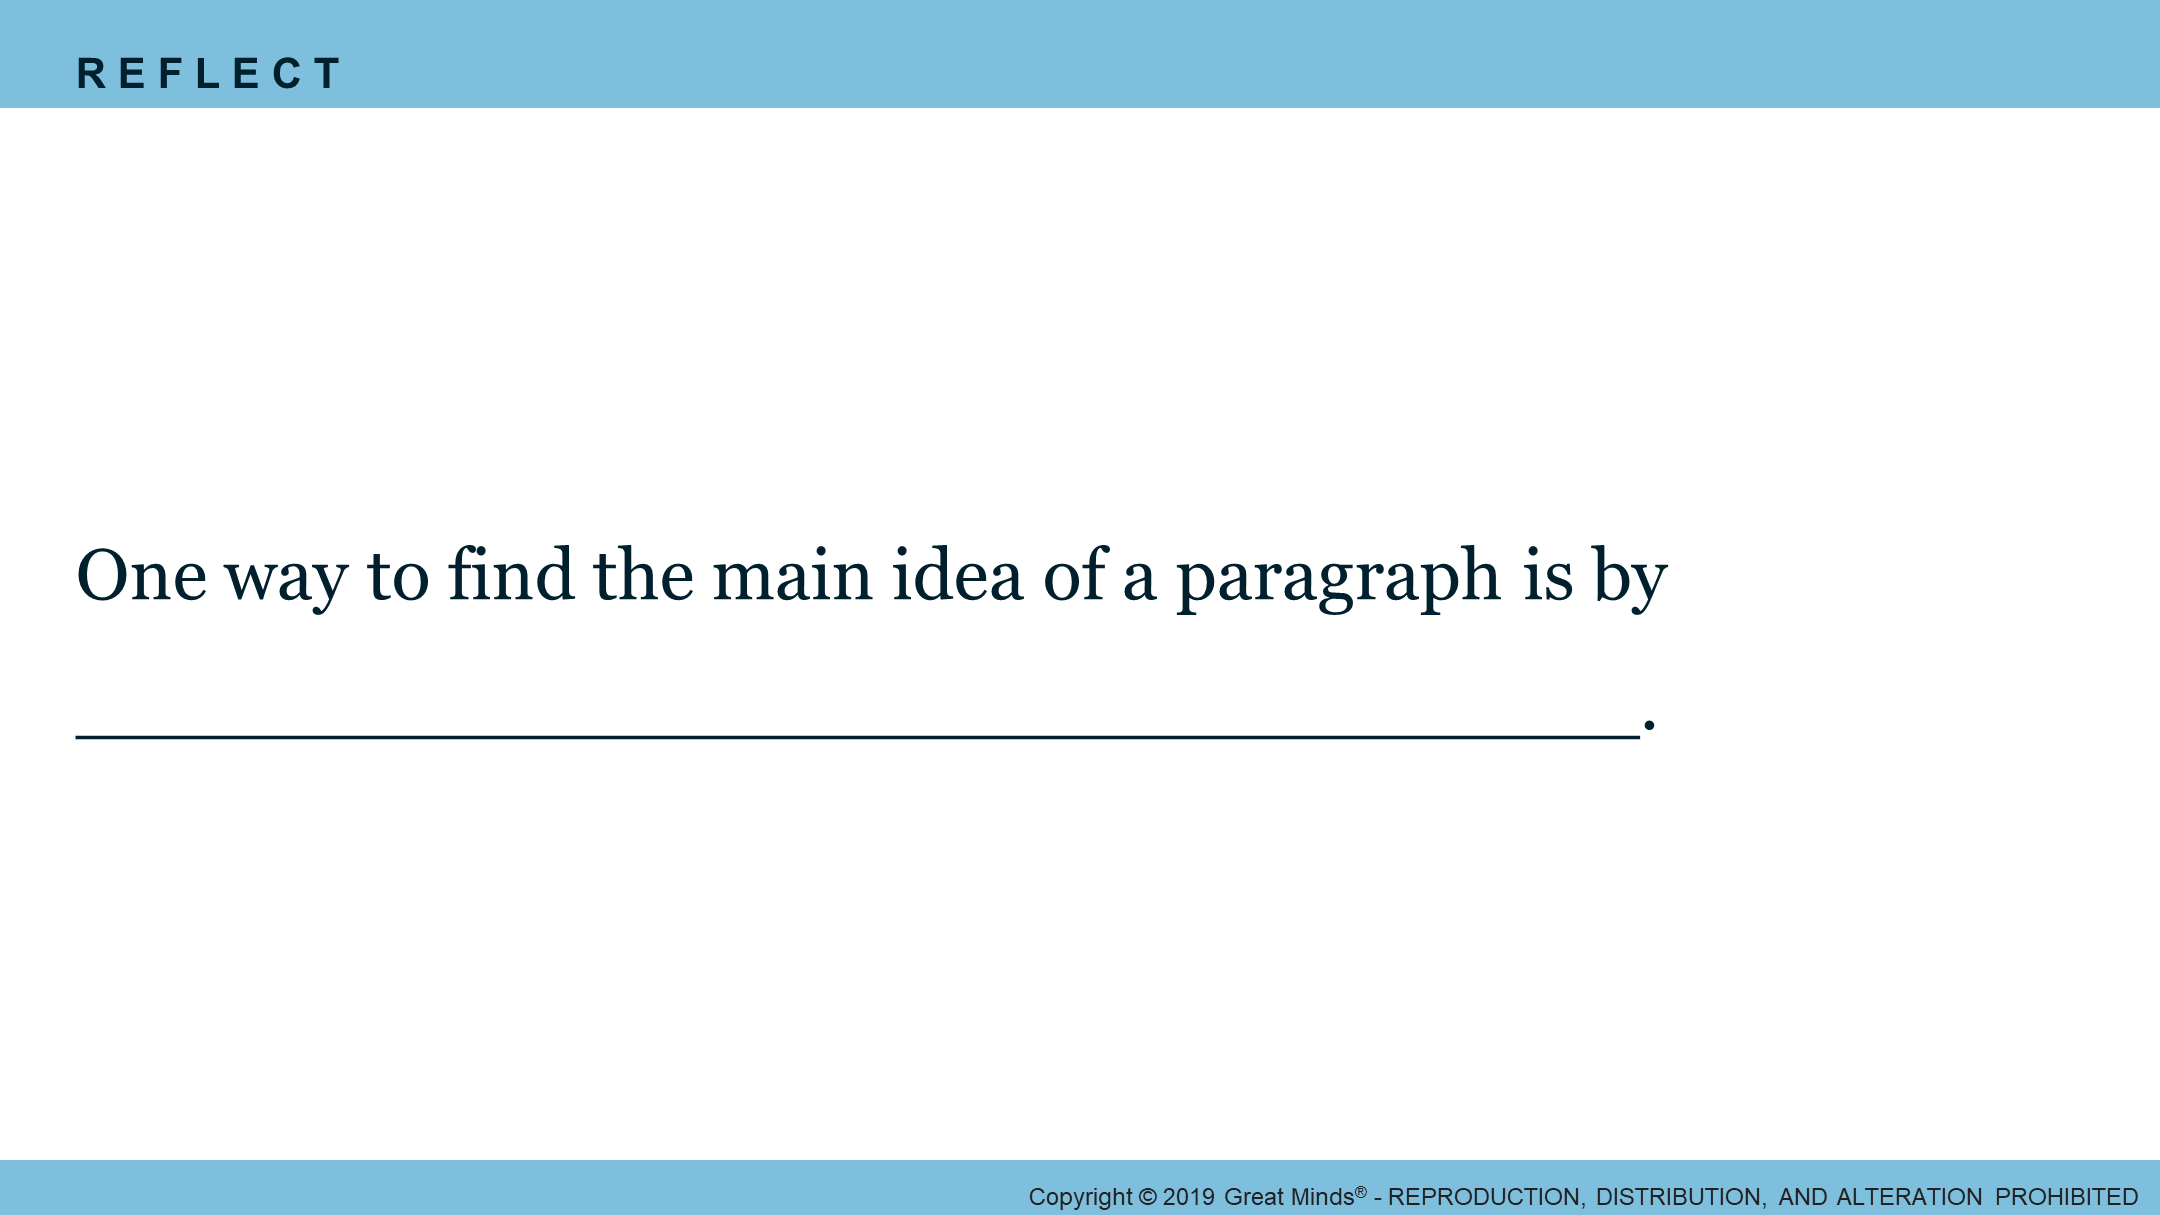 REFLECT
One way to find the main idea of a paragraph is by
___________________________________________.
Copyright © 2019 Great Minds® - REPRODUCTION, DISTRIBUTION, AND ALTERATION PROHIBITED